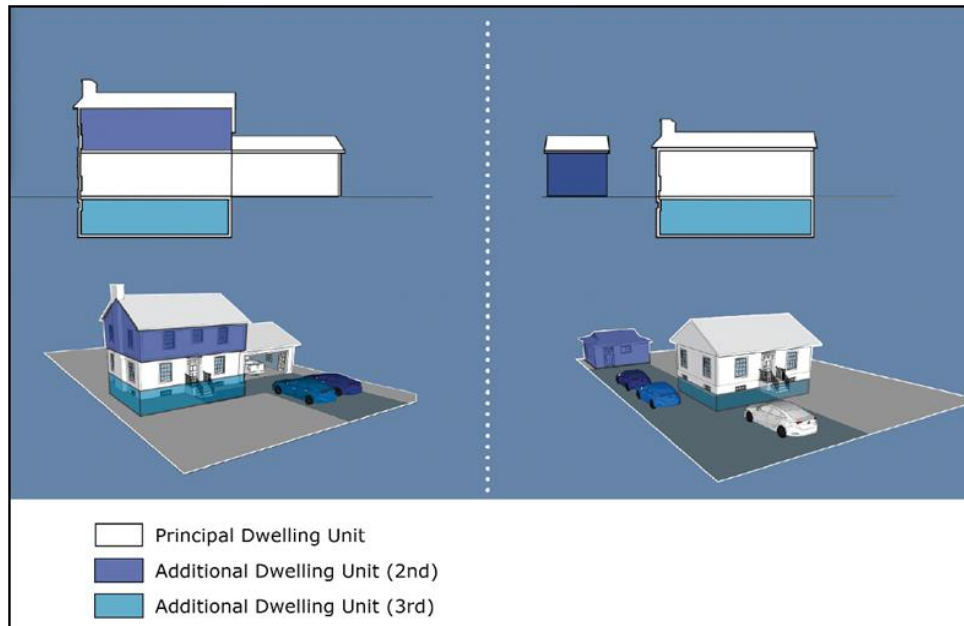 Principal Dwelling Unit
Additional Dwelling Unit (2nd)
Additional Dwelling Unit (3rd)